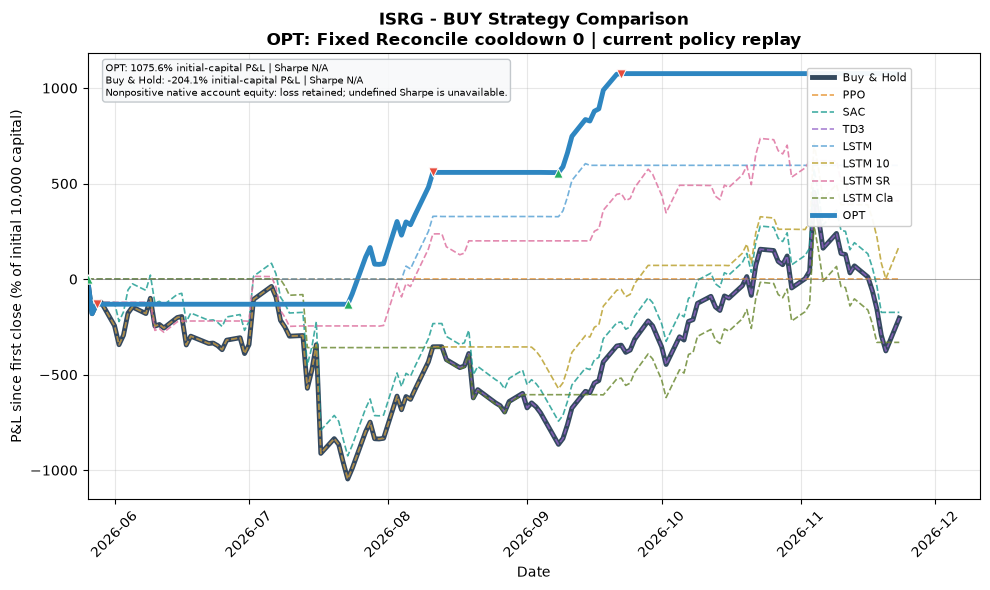 ISRG - BUY Strategy Comparison
OPT: Fixed Reconcile cooldown 0 | current policy replay
OPT: 1075.6% initial-capital P&L | Sharpe N/A
Buy & Hold: -204.1% initial-capital P&L | Sharpe N/A
Nonpositive native account equity: loss retained; undefined Sharpe is unavailable.
Buy & Hold
PPO
SAC
TD3
LSTM
LSTM 10
LSTM SR
LSTM Cla
OPT
P&L since first close (% of initial 10,000 capital)
1000
500
0
−500
−1000
2026-06
2026-07
2026-08
2026-09
2026-10
2026-11
2026-12
Date